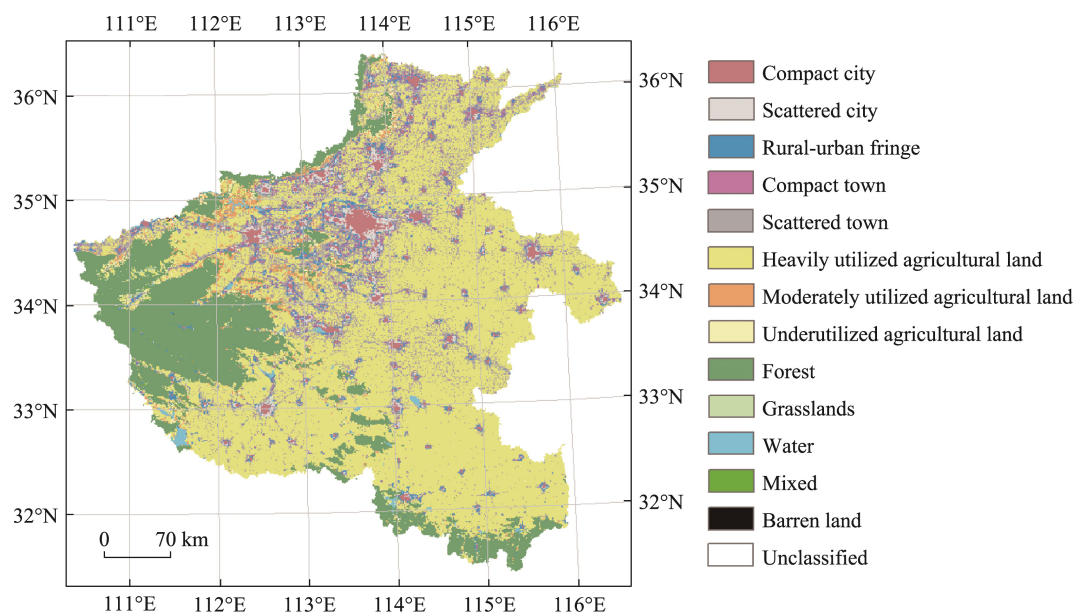 111°E 112°E 113°E 114°E 115°E 116°E
36°N
35°N
34°N
33°N
32°N
36°N
35°N
34°N
33°N
32°N
0 70 km
111°E 112°E 113°E 114°E 115°E 116°E
Compact city
Scattered city
Rural-urban fringe
Compact town
Scattered town
Heavily utilized agricultural land
Moderately utilized agricultural land
Underutilized agricultural land
Forest
Grasslands
Water
Mixed
Barren land
Unclassified